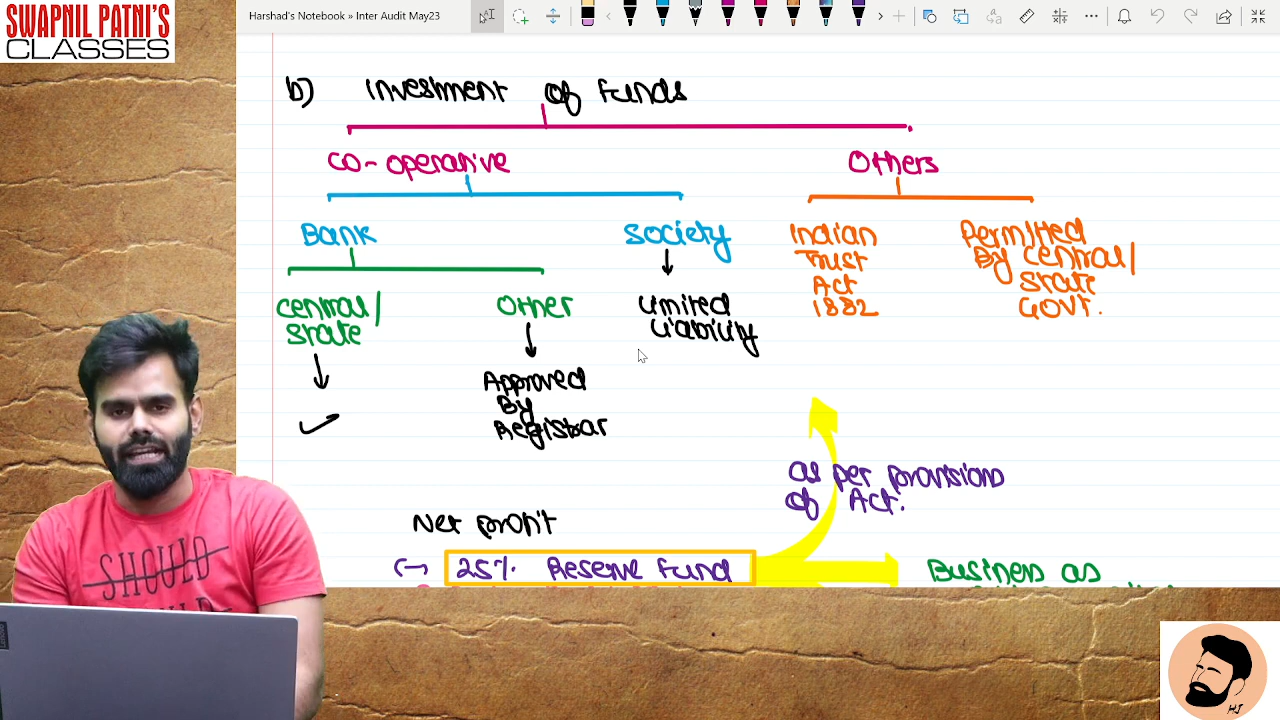 SWAPNIL PATNI'S
CLASSES
Harshad's Notebook » Inter Audit May23
b) Investment of Funds
co-operative
Others
Bank
Society
Indian
Trust
Act
1882
Permitted
By central/
state
Govt.
central/
state
Other
Limited
Liability
Approved
By
Registrar
as per provisions
of Act.
Net profit
(-) 25% Reserve Fund
Business as
SHOULD
HJ